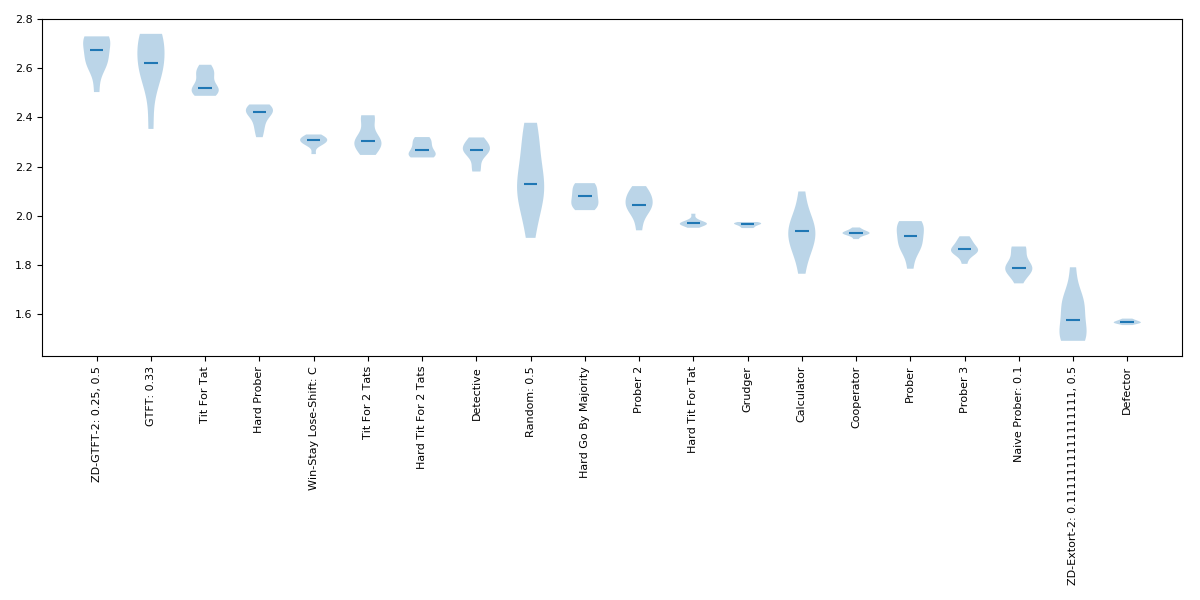 2.8
2.6
2.4
2.2
2.0
1.8
1.6
ZD-GTFT-2: 0.25, 0.5
GTFT: 0.33
Tit For Tat
Hard Prober
Win-Stay Lose-Shift: C
Tit For 2 Tats
Hard Tit For 2 Tats
Detective
Random: 0.5
Hard Go By Majority
Prober 2
Hard Tit For Tat
Grudger
Calculator
Cooperator
Prober
Prober 3
Naive Prober: 0.1
ZD-Extort-2: 0.1111111111111111, 0.5
Defector